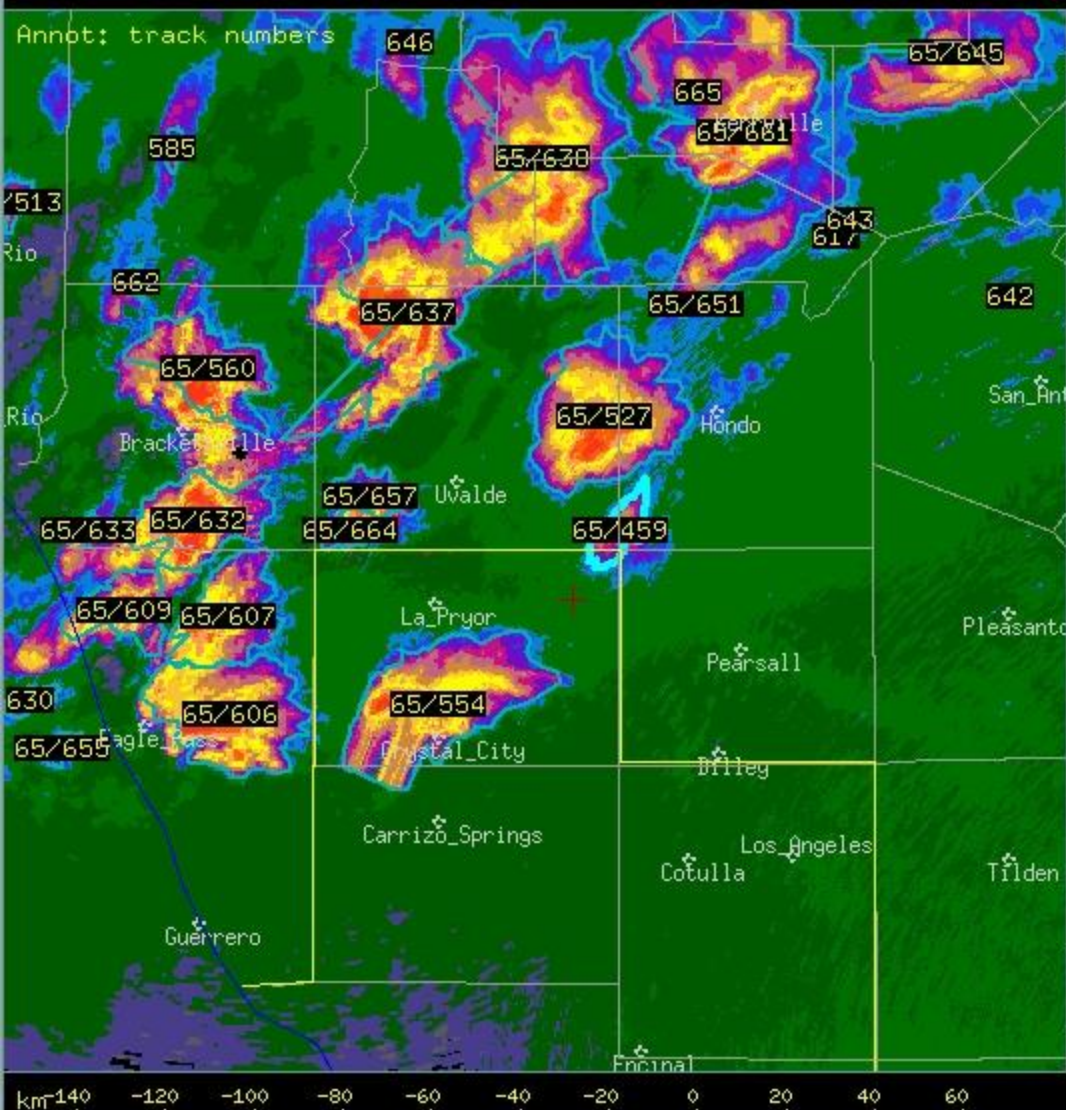 Annot: track numbers
646
65/645
665
65/661
585
65/638
/513
643
617
Rio
662
642
65/651
65/637
65/560
San_Ant
65/527
Rio
Hondo
65/657
Uvalde
65/633
65/632
65/664
65/459
65/609
65/607
La_Pryor
Pleasanto
Pearsall
630
65/606
65/554
65/655
Eagle_Pass
Crystal_City
Dilley
Carrizo_Springs
Los_Angeles
Cotulla
Tilden
Guerrero
Encinal
km -140 -120 -100 -80 -60 -40 -20 0 20 40 60